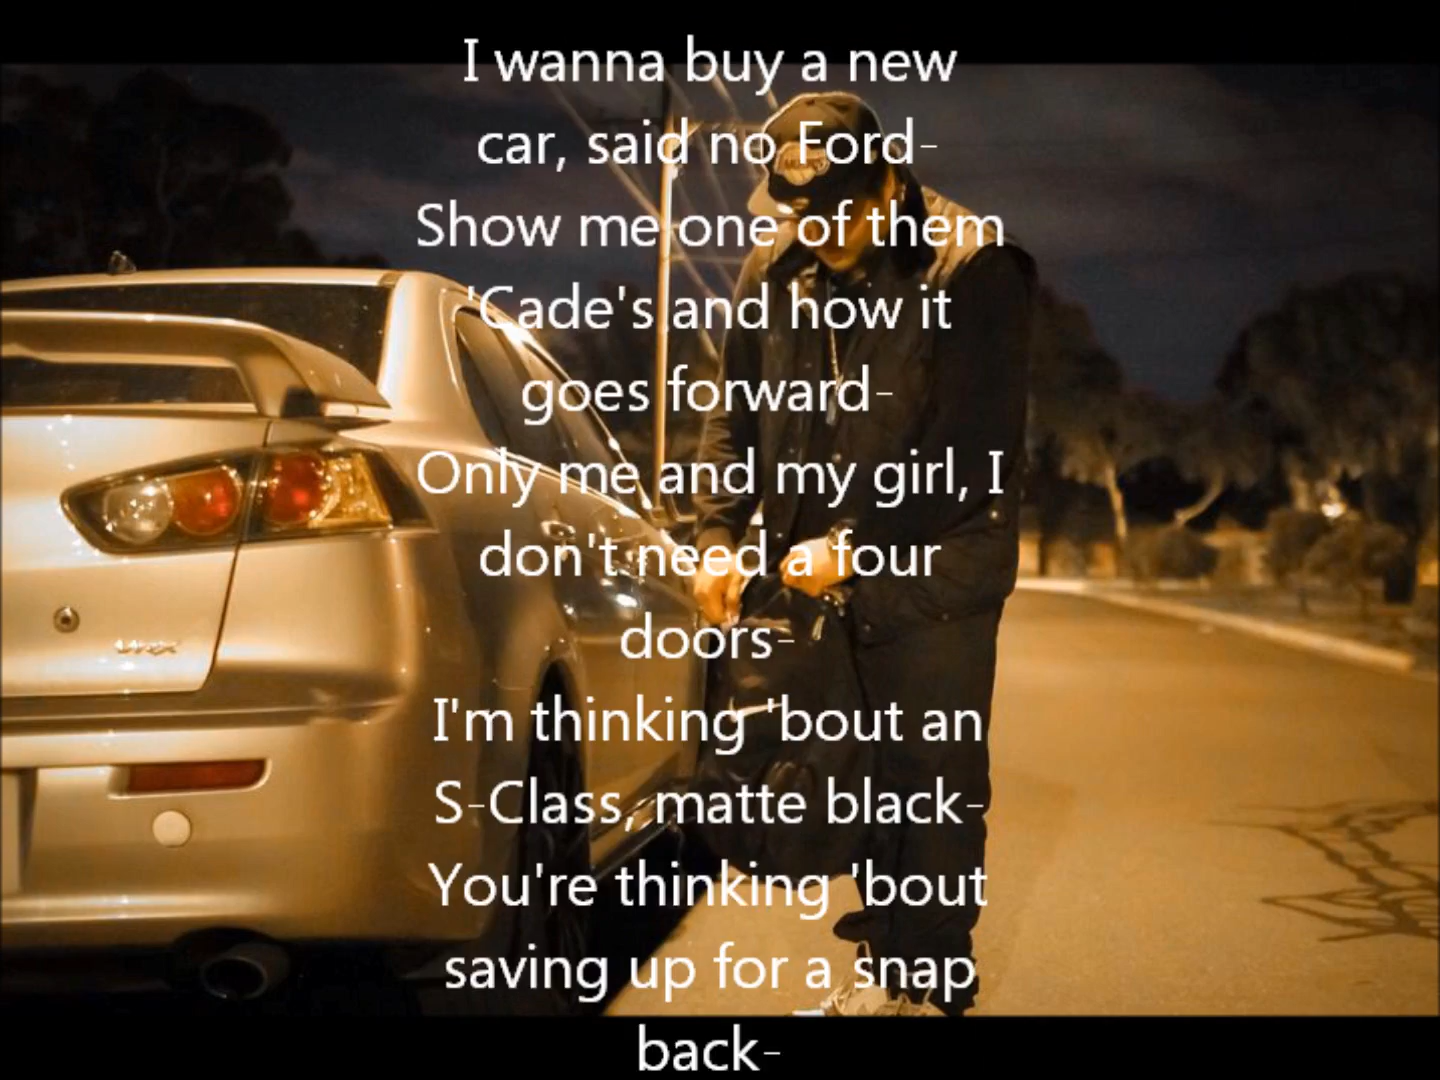 I wanna buy a new
car, said no Ford-
Show me one of them
'Cade's and how it
goes forward-
Only me and my girl, I
don't need a four
doors-
I'm thinking 'bout an
S-Class, matte black-
You're thinking 'bout
saving up for a snap
back-
VRX